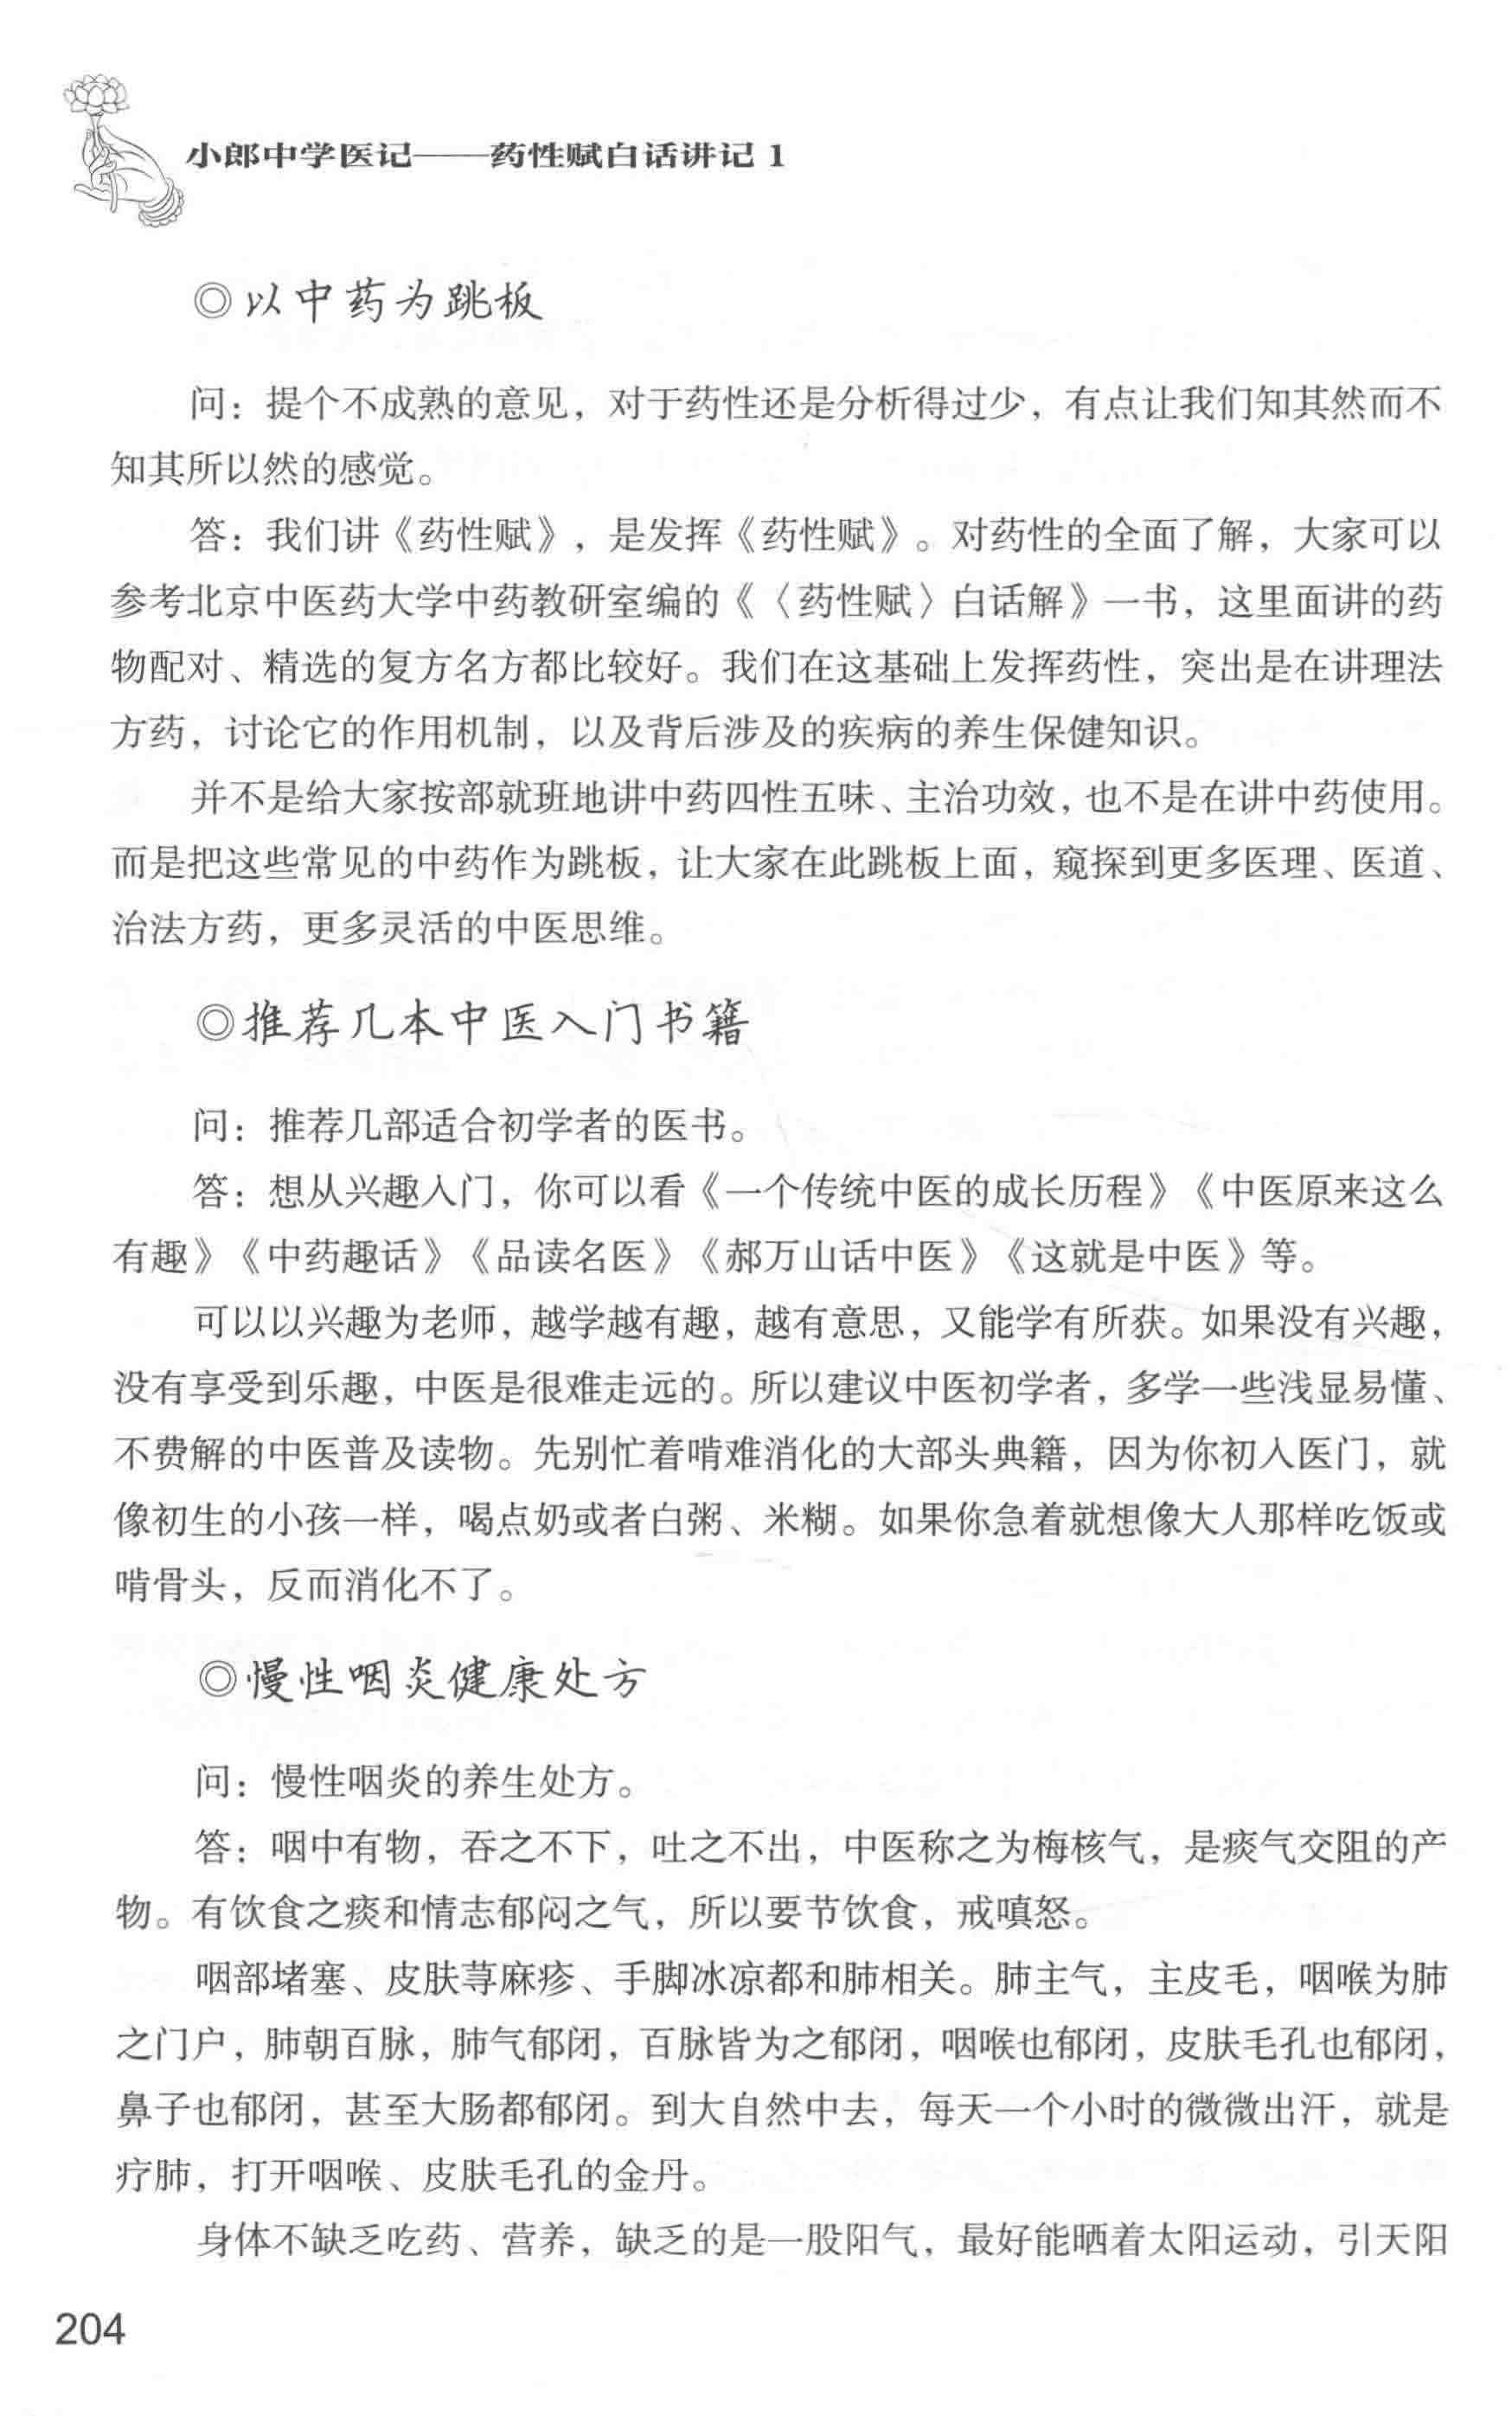 小郎中学医记——药性赋白话讲记 1
◎以中药为跳板
问：提个不成熟的意见，对于药性还是分析得过少，有点让我们知其然而不
知其所以然的感觉。
答：我们讲《药性赋》，是发挥《药性赋》。对药性的全面了解，大家可以
参考北京中医药大学中药教研室编的《〈药性赋〉白话解》一书，这里面讲的药
物配对、精选的复方名方都比较好。我们在这基础上发挥药性，突出是在讲理法
方药，讨论它的作用机制，以及背后涉及的疾病的养生保健知识。
并不是给大家按部就班地讲中药四性五味、主治功效，也不是在讲中药使用。
而是把这些常见的中药作为跳板，让大家在此跳板上面，窥探到更多医理、医道、
治法方药，更多灵活的中医思维。
◎推荐几本中医入门书籍
问：推荐几部适合初学者的医书。
答：想从兴趣入门，你可以看《一个传统中医的成长历程》《中医原来这么
有趣》《中药趣话》《品读名医》《郝万山话中医》《这就是中医》等。
可以以兴趣为老师，越学越有趣，越有意思，又能学有所获。如果没有兴趣，
没有享受到乐趣，中医是很难走远的。所以建议中医初学者，多学一些浅显易懂、
不费解的中医普及读物。先别忙着啃难消化的大部头典籍，因为你初入医门，就
像初生的小孩一样，喝点奶或者白粥、米糊。如果你急着就想像大人那样吃饭或
啃骨头，反而消化不了。
◎慢性咽炎健康处方
问：慢性咽炎的养生处方。
答：咽中有物，吞之不下，吐之不出，中医称之为梅核气，是痰气交阻的产
物。有饮食之痰和情志郁闷之气，所以要节饮食，戒嗔怒。
咽部堵塞、皮肤荨麻疹、手脚冰凉都和肺相关。肺主气，主皮毛，咽喉为肺
之门户，肺朝百脉，肺气郁闭，百脉皆为之郁闭，咽喉也郁闭，皮肤毛孔也郁闭，
鼻子也郁闭，甚至大肠都郁闭。到大自然中去，每天一个小时的微微出汗，就是
疗肺，打开咽喉、皮肤毛孔的金丹。
身体不缺乏吃药、营养，缺乏的是一股阳气，最好能晒着太阳运动，引天阳
204